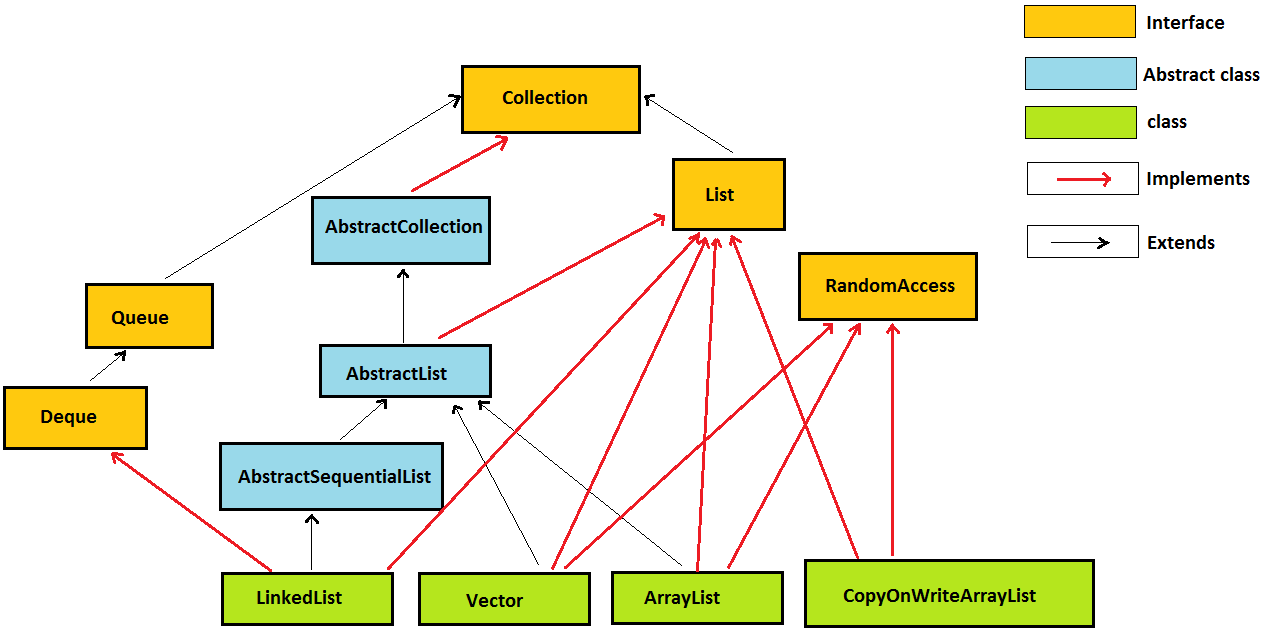 Interface
Abstract class
class
Implements
Extends
Collection
List
AbstractCollection
RandomAccess
Queue
AbstractList
Deque
AbstractSequentialList
LinkedList
Vector
ArrayList
CopyOnWriteArrayList